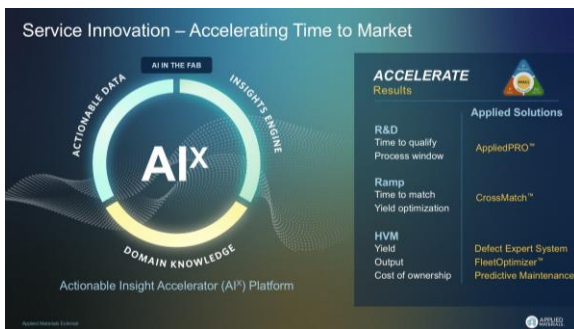 Service Innovation – Accelerating Time to Market
AI IN THE FAB
ACTIONABLE DATA
INSIGHTS ENGINE
AIˣ
DOMAIN KNOWLEDGE
Actionable Insight Accelerator (AIˣ) Platform
ACCELERATE
Results
Applied Solutions
R&D
Time to qualify
Process window
AppliedPRO™
Ramp
Time to match
Yield optimization
CrossMatch™
HVM
Yield
Defect Expert System
Output
FleetOptimizer™
Cost of ownership
Predictive Maintenance
Applied Materials External
APPLIED
MATERIALS